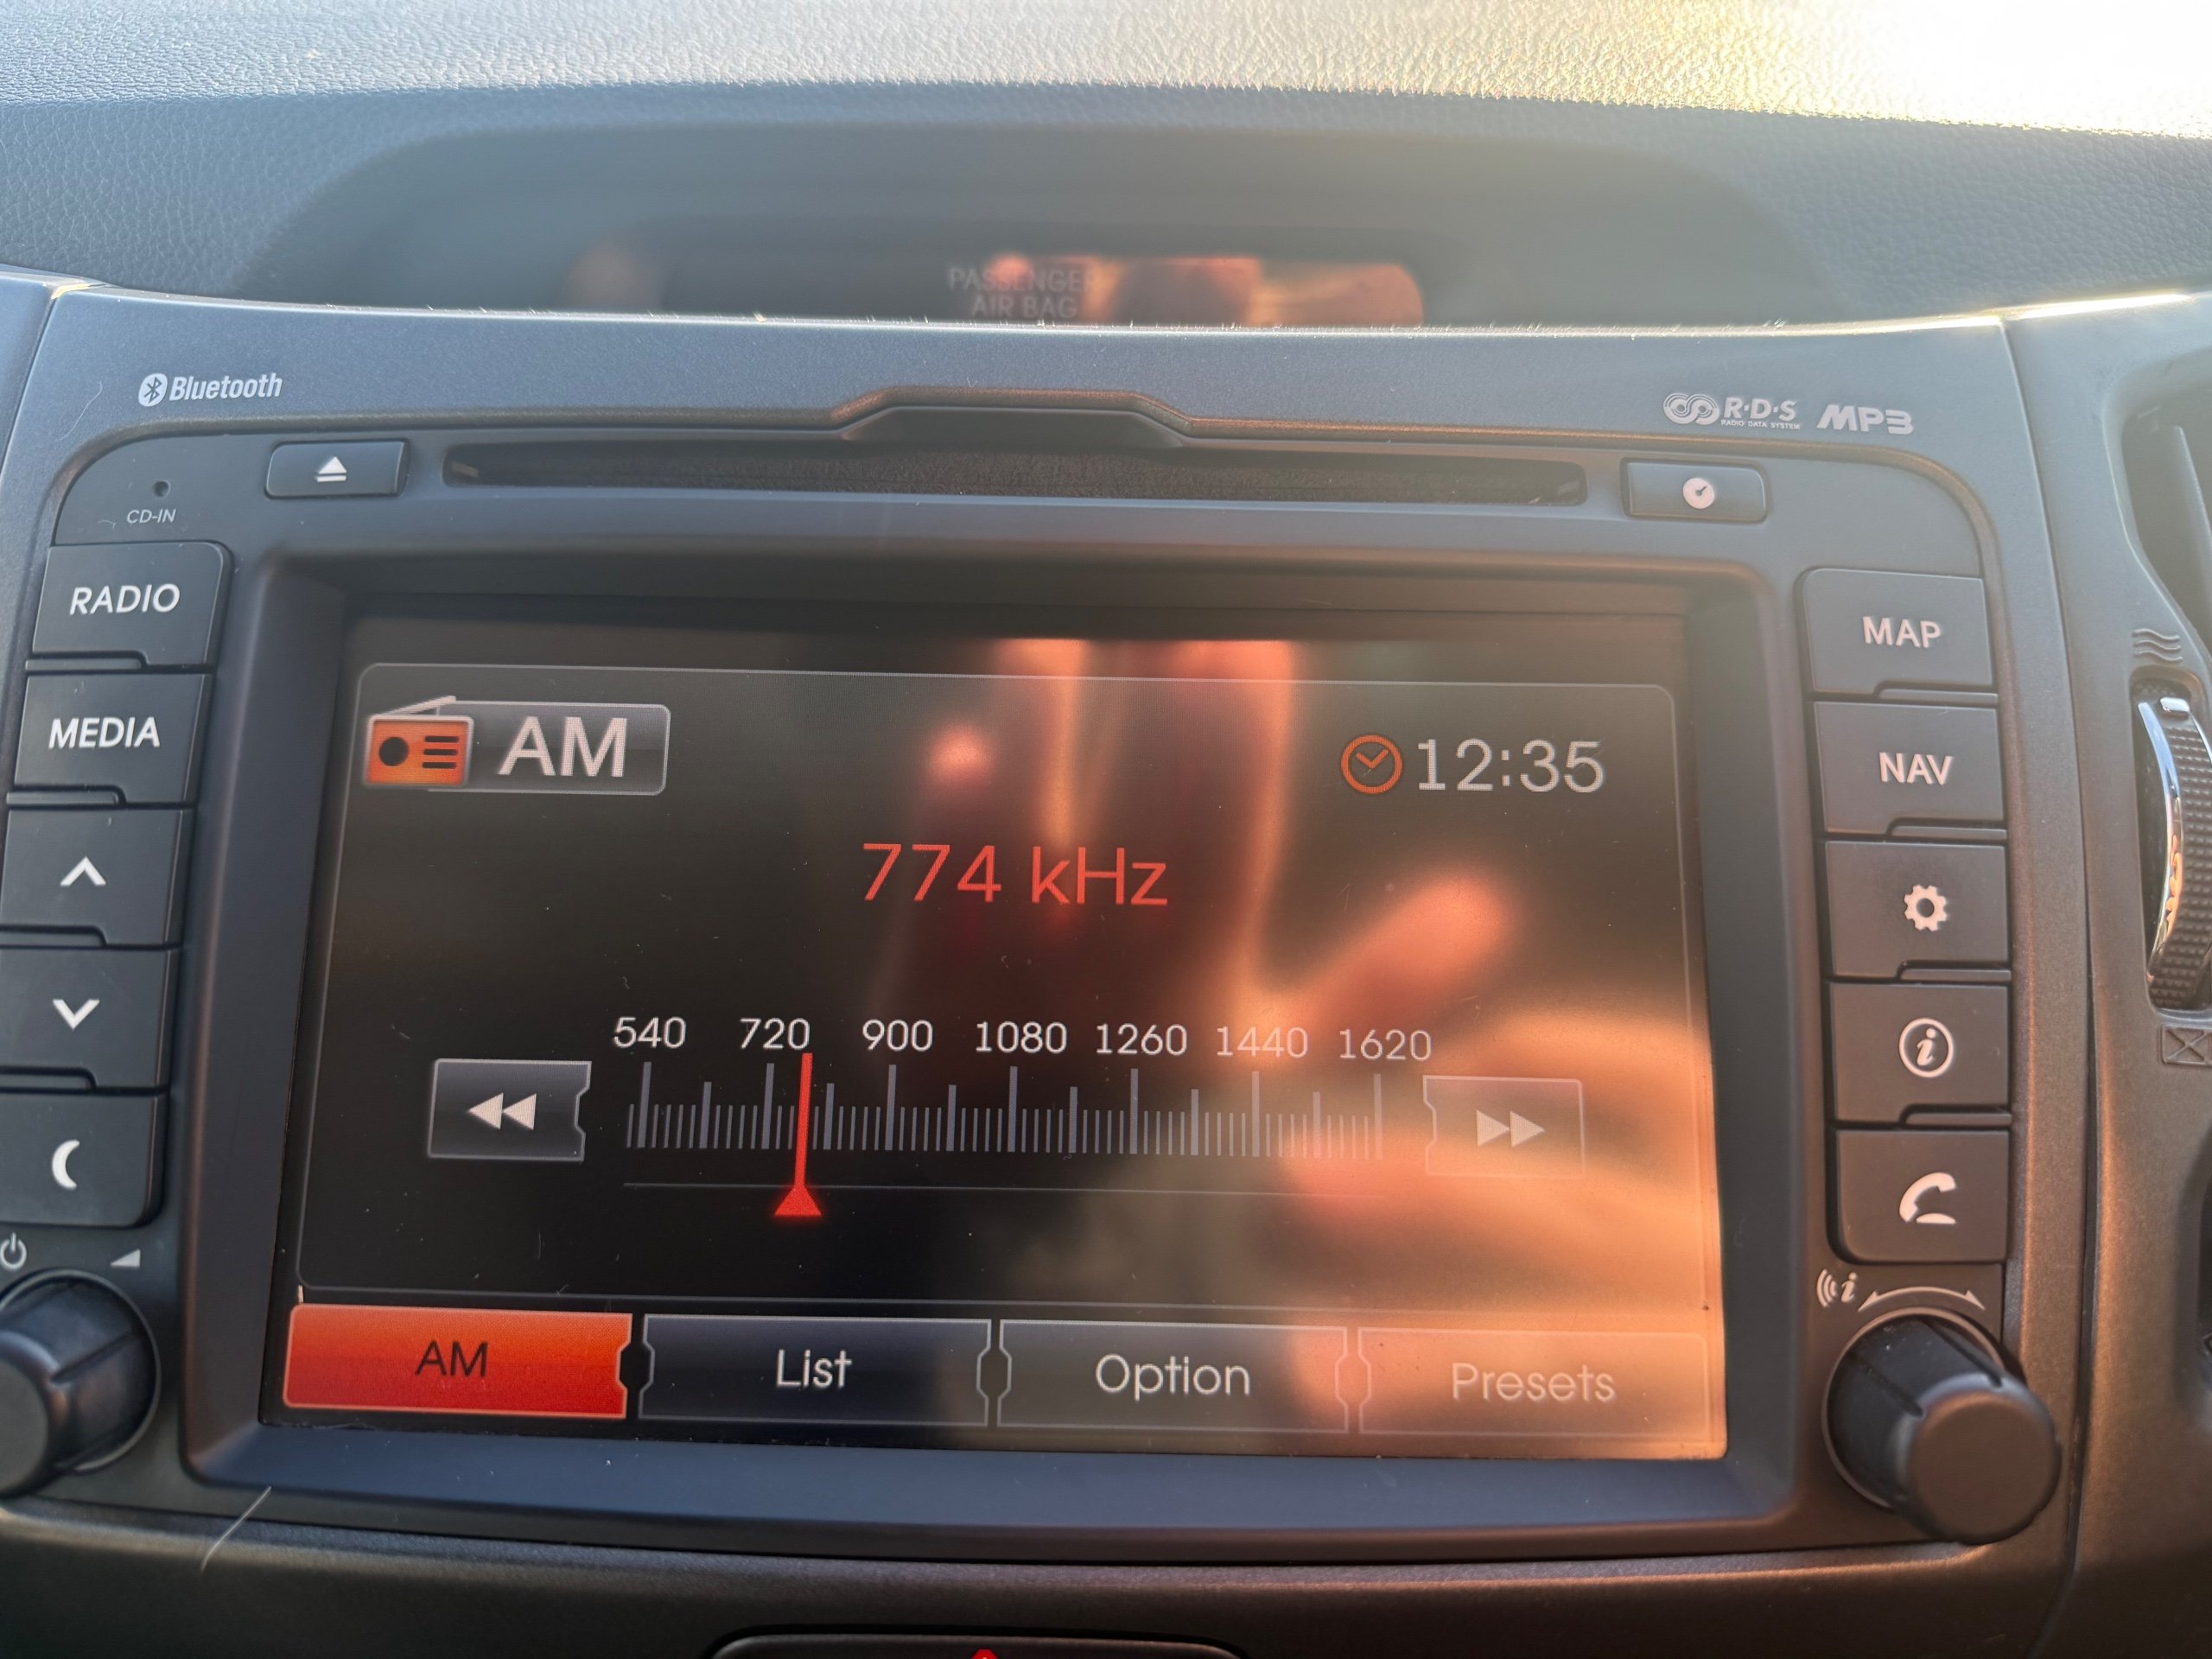 PASSENGER
AIR BAG
Bluetooth
R·D·S
RADIO DATA SYSTEM
MP3
CD-IN
RADIO
MEDIA
MAP
NAV
AM
12:35
774 kHz
540 720 900 1080 1260 1440 1620
AM
List
Option
Presets